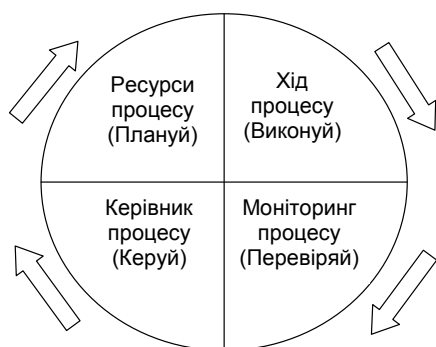 Ресурси
процесу
(Плануй)
Хід
процесу
(Виконуй)
Керівник
процесу
(Керуй)
Моніторинг
процесу
(Перевіряй)